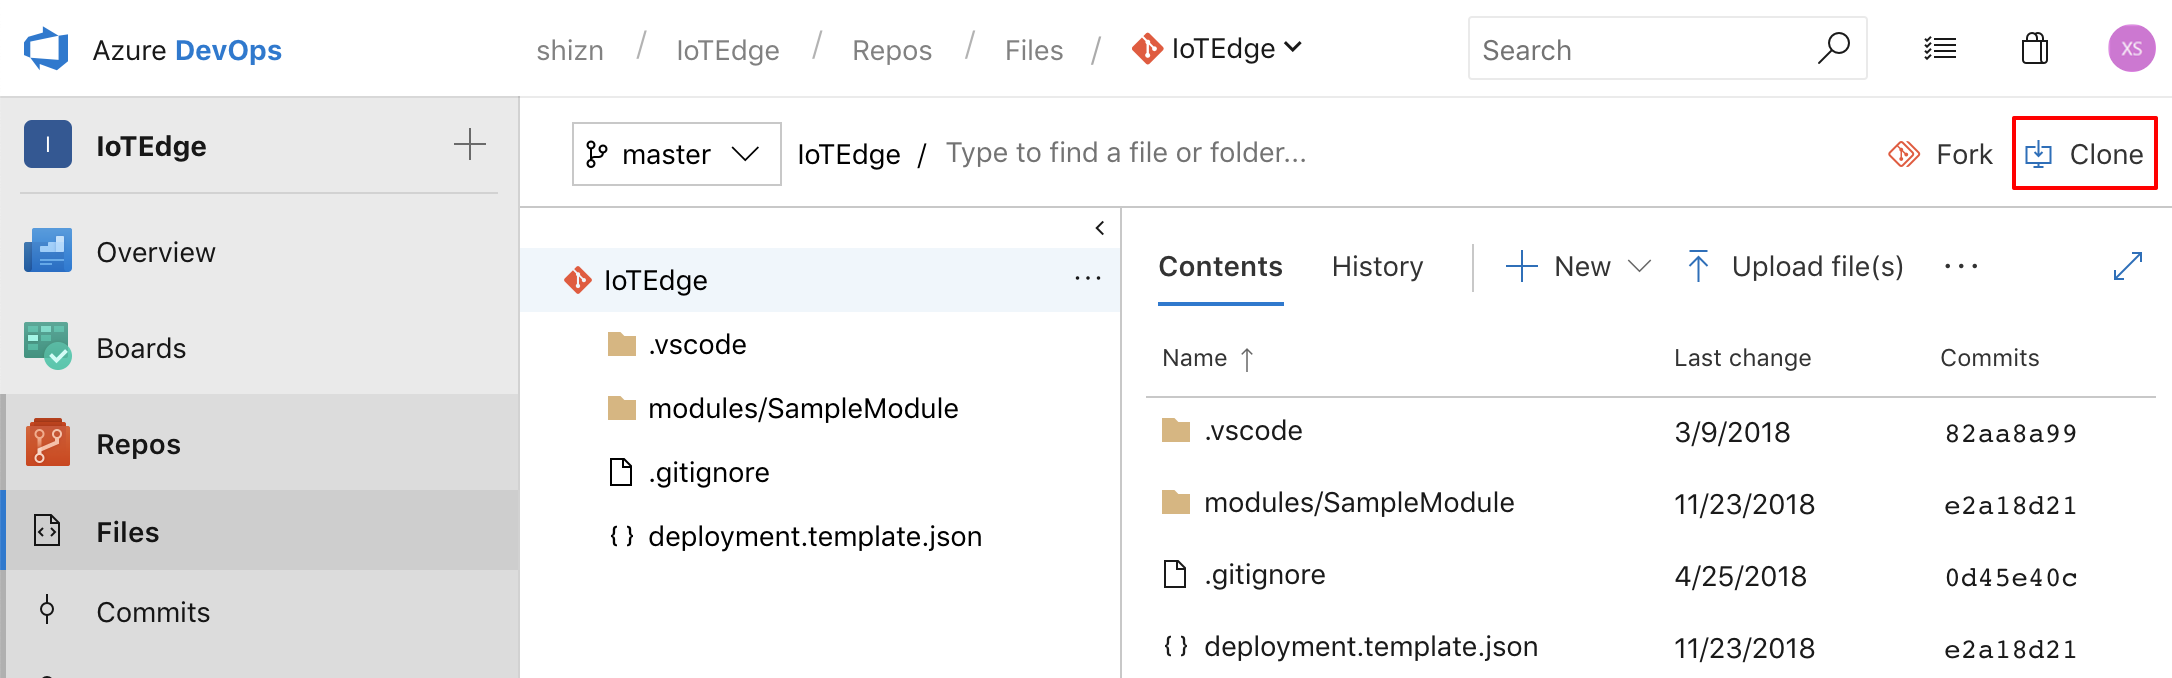 Azure DevOps
shizn / IoTEdge / Repos / Files / IoTEdge
Search
XS
I IoTEdge
Overview
Boards
Repos
Files
Commits
master
IoTEdge / Type to find a file or folder...
Fork
Clone
IoTEdge ...
.vscode
modules/SampleModule
.gitignore
{ } deployment.template.json
Contents History New Upload file(s) ...
Name ↑ Last change Commits
.vscode 3/9/2018 82aa8a99
modules/SampleModule 11/23/2018 e2a18d21
.gitignore 4/25/2018 0d45e40c
{ } deployment.template.json 11/23/2018 e2a18d21